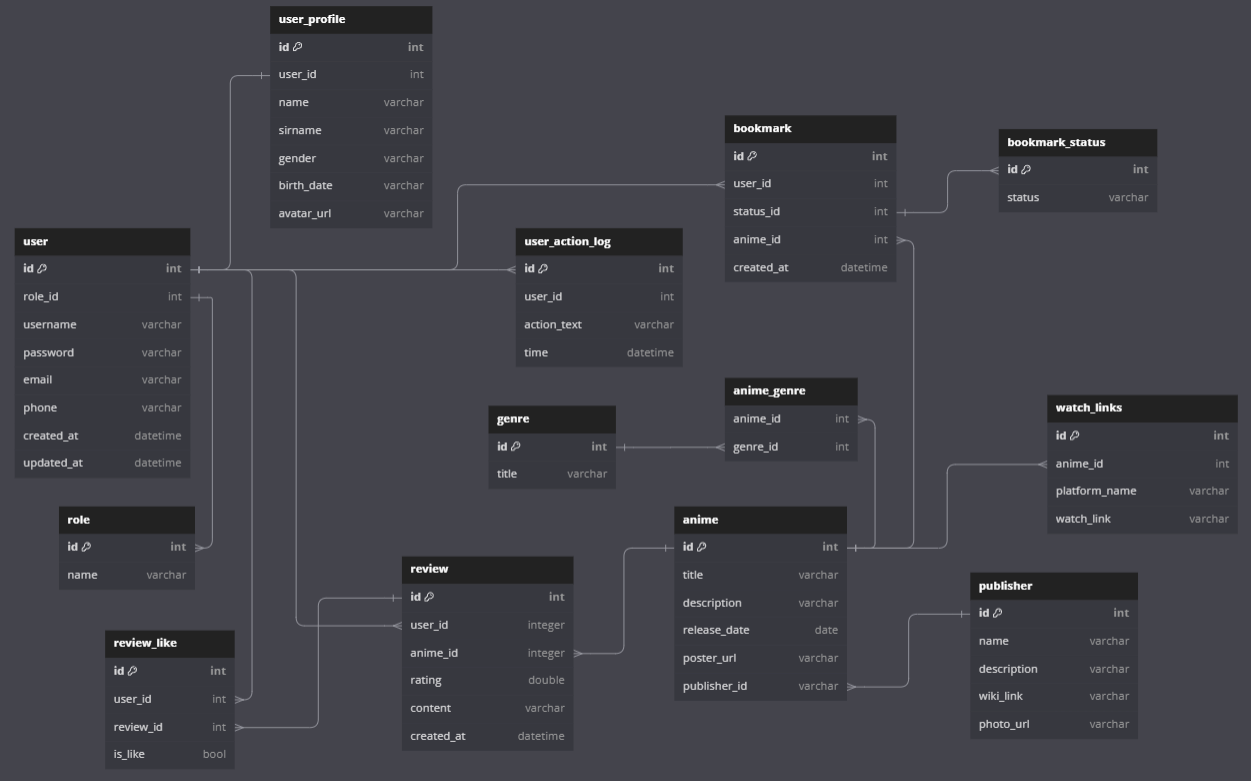 user_profile
id int
user_id int
name varchar
sirname varchar
gender varchar
birth_date varchar
avatar_url varchar
bookmark
id int
user_id int
status_id int
anime_id int
created_at datetime
bookmark_status
id int
status varchar
user
id int
role_id int
username varchar
password varchar
email varchar
phone varchar
created_at datetime
updated_at datetime
user_action_log
id int
user_id int
action_text varchar
time datetime
anime_genre
anime_id int
genre_id int
genre
id int
title varchar
watch_links
id int
anime_id int
platform_name varchar
watch_link varchar
role
id int
name varchar
anime
id int
title varchar
description varchar
release_date date
poster_url varchar
publisher_id varchar
review
id int
user_id integer
anime_id integer
rating double
content varchar
created_at datetime
publisher
id int
name varchar
description varchar
wiki_link varchar
photo_url varchar
review_like
id int
user_id int
review_id int
is_like bool